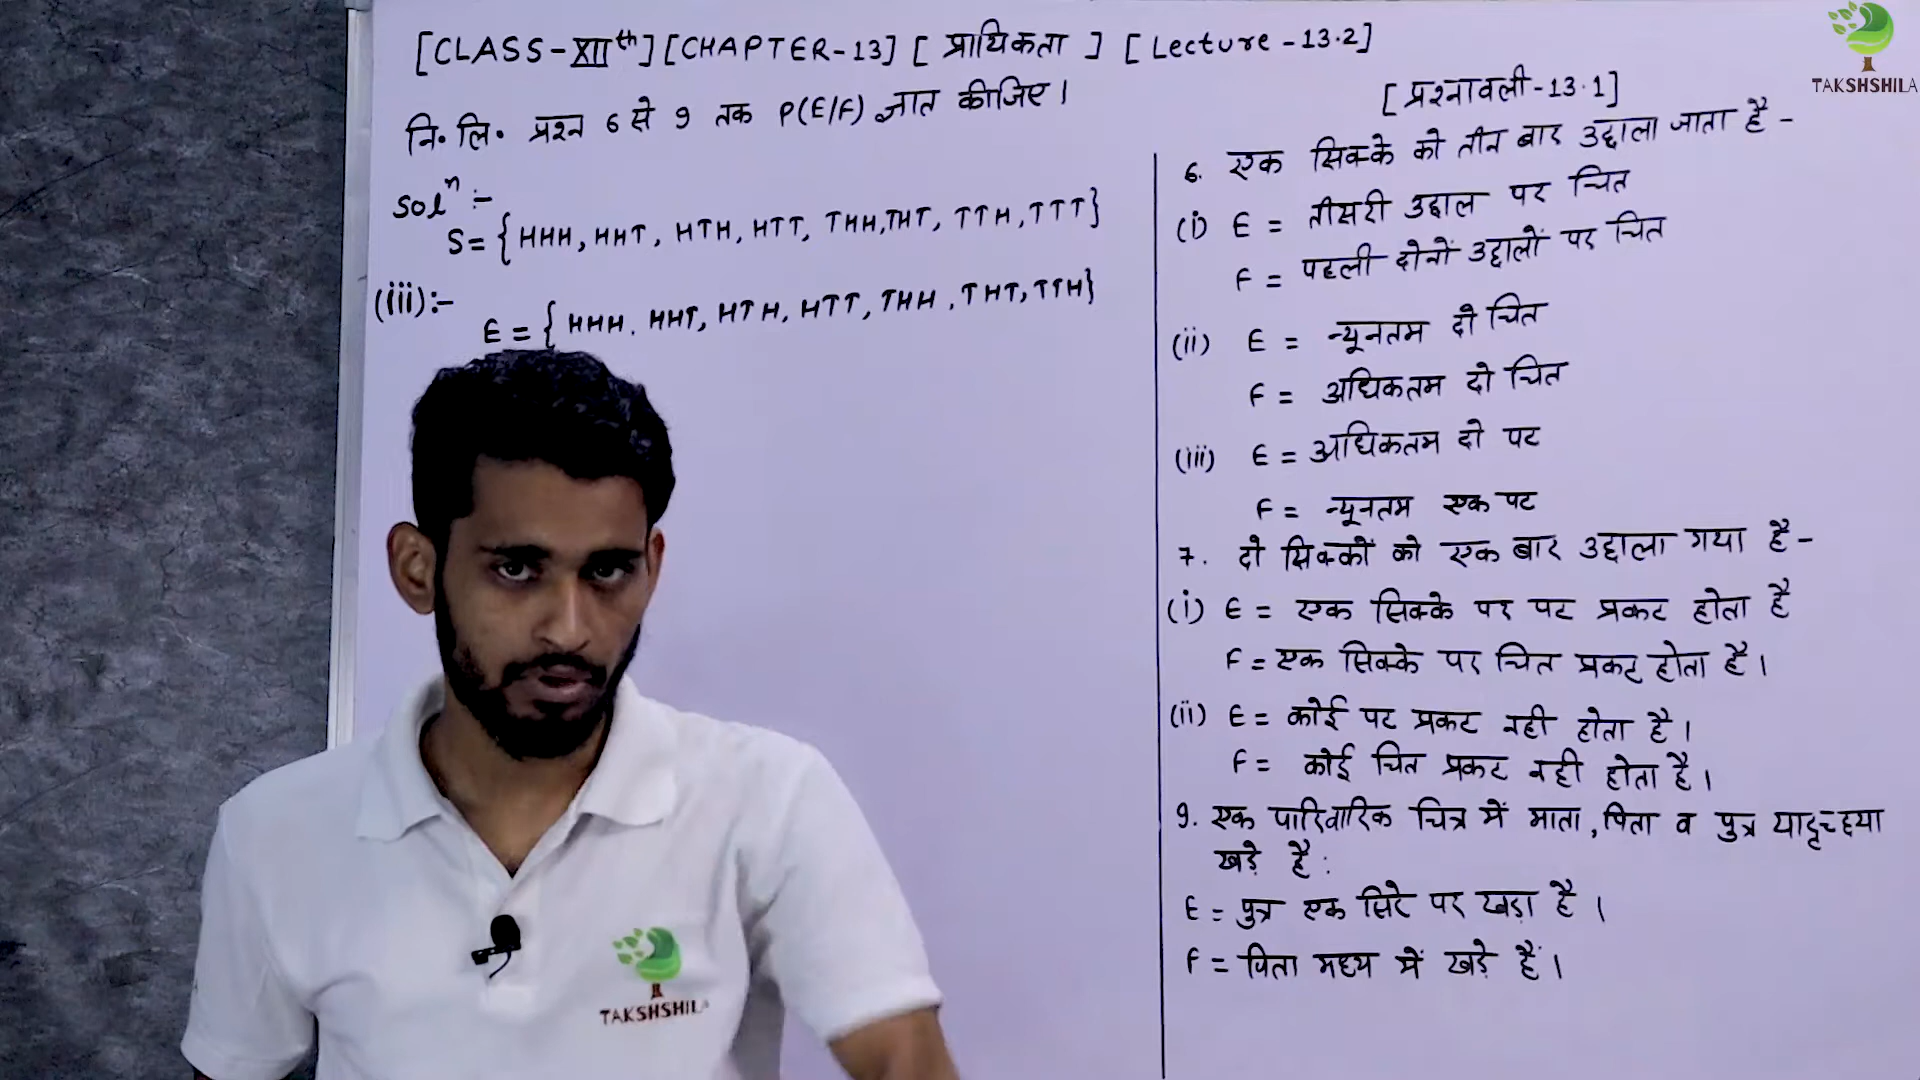 [CLASS-XIIth] [CHAPTER-13] [ प्रायिकता ] [ Lecture-13.2]
नि. लि. प्रश्न 6 से 9 तक P(E/F) ज्ञात कीजिए।
Solⁿ :-
S= {HHH, HHT, HTH, HTT, THH,THT, TTH,TTT}
(iii):-
E = { HHH. HHT, HTH, HTT, THH, THT, TTH}
[ प्रश्नावली-13.1]
6. एक सिक्के को तीन बार उछाला जाता है -
(i) E = तीसरी उछाल पर चित
F = पहली दोनों उछालों पर चित
(ii) E = न्यूनतम दो चित
F = अधिकतम दो चित
(iii) E = अधिकतम दो पट
F = न्यूनतम एक पट
7. दो सिक्कों को एक बार उछाला गया है -
(i) E = एक सिक्के पर पट प्रकट होता है
F = एक सिक्के पर चित प्रकट होता है।
(ii) E = कोई पट प्रकट नही होता है।
F = कोई चित प्रकट नही होता है।
9. एक पारिवारिक चित्र में माता, पिता व पुत्र यादृच्छया
खड़े है:
E = पुत्र एक सिरे पर खड़ा है।
F = पिता मध्य में खड़े हैं।
TAKSHSHILA
TAKSHSHILA